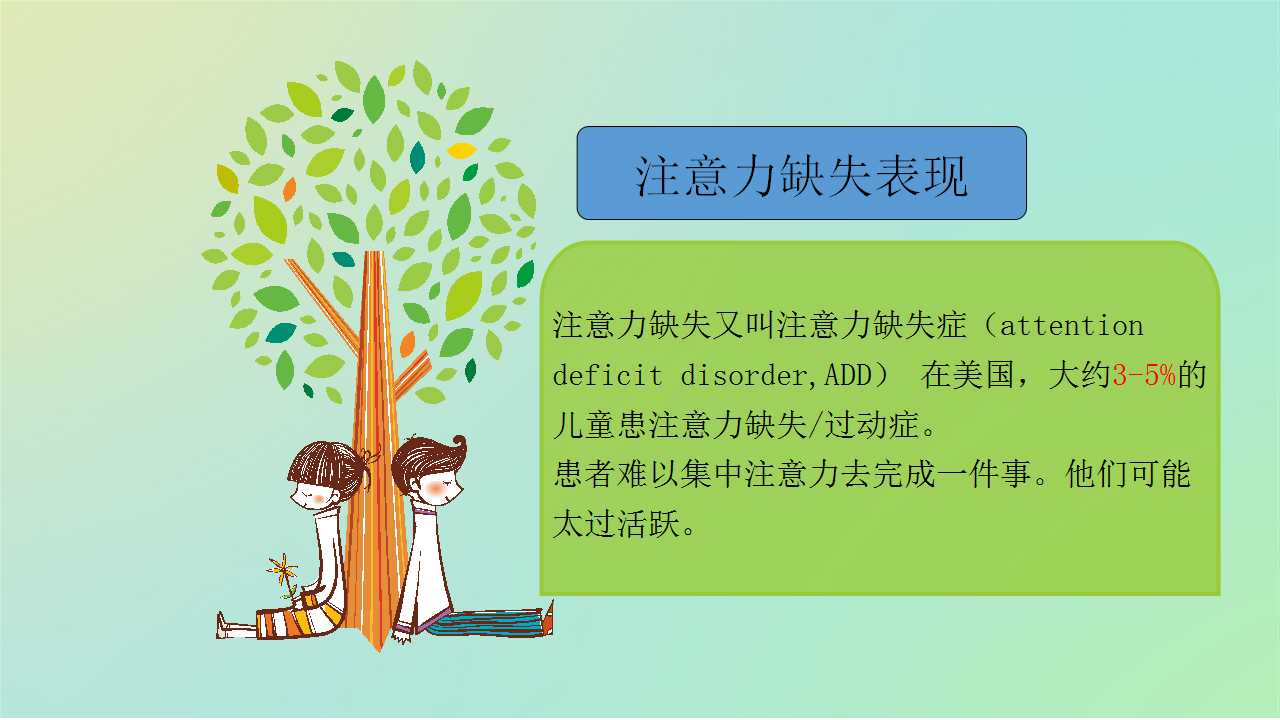 注意力缺失表现
注意力缺失又叫注意力缺失症（attention
deficit disorder,ADD） 在美国，大约3-5%的
儿童患注意力缺失/过动症。
患者难以集中注意力去完成一件事。他们可能
太过活跃。